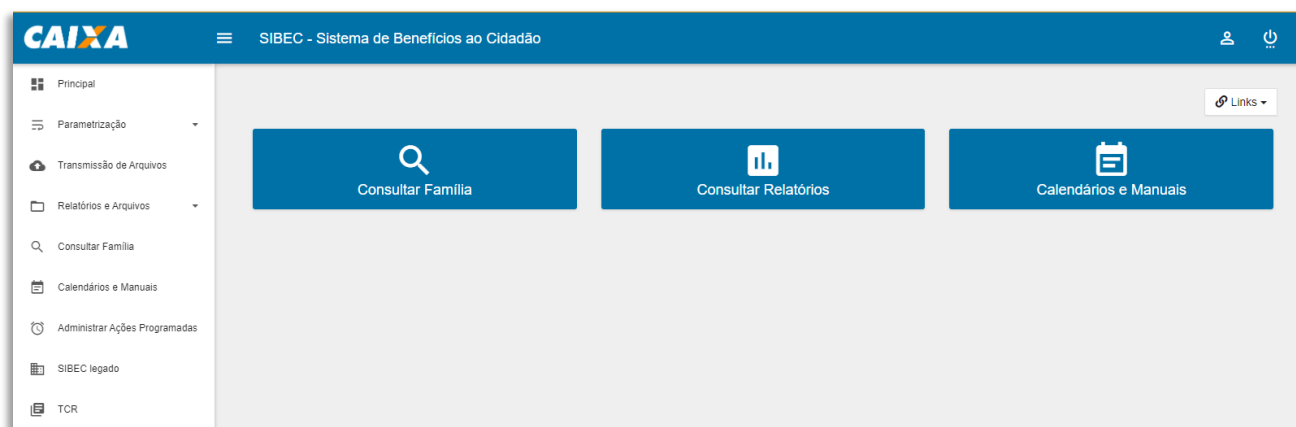 CAIXA
SIBEC - Sistema de Benefícios ao Cidadão
Principal
Parametrização
Transmissão de Arquivos
Relatórios e Arquivos
Consultar Família
Calendários e Manuais
Administrar Ações Programadas
SIBEC legado
TCR
Links
Consultar Família
Consultar Relatórios
Calendários e Manuais